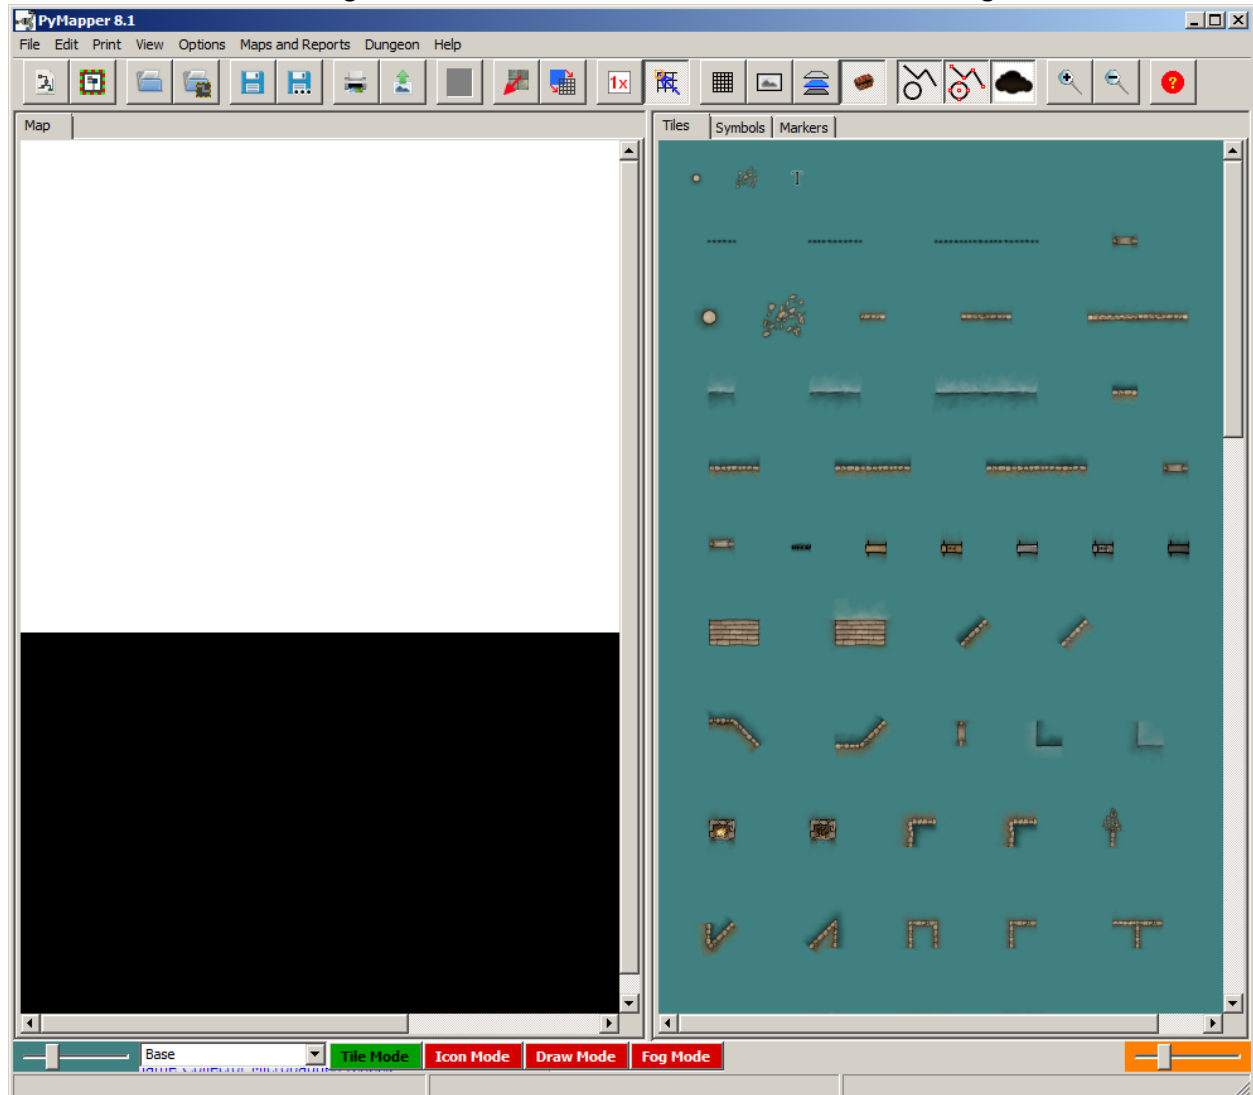 PyMapper 8.1
File Edit Print View Options Maps and Reports Dungeon Help
1x
?
Map
Tiles Symbols Markers
T
Base Tile Mode Icon Mode Draw Mode Fog Mode